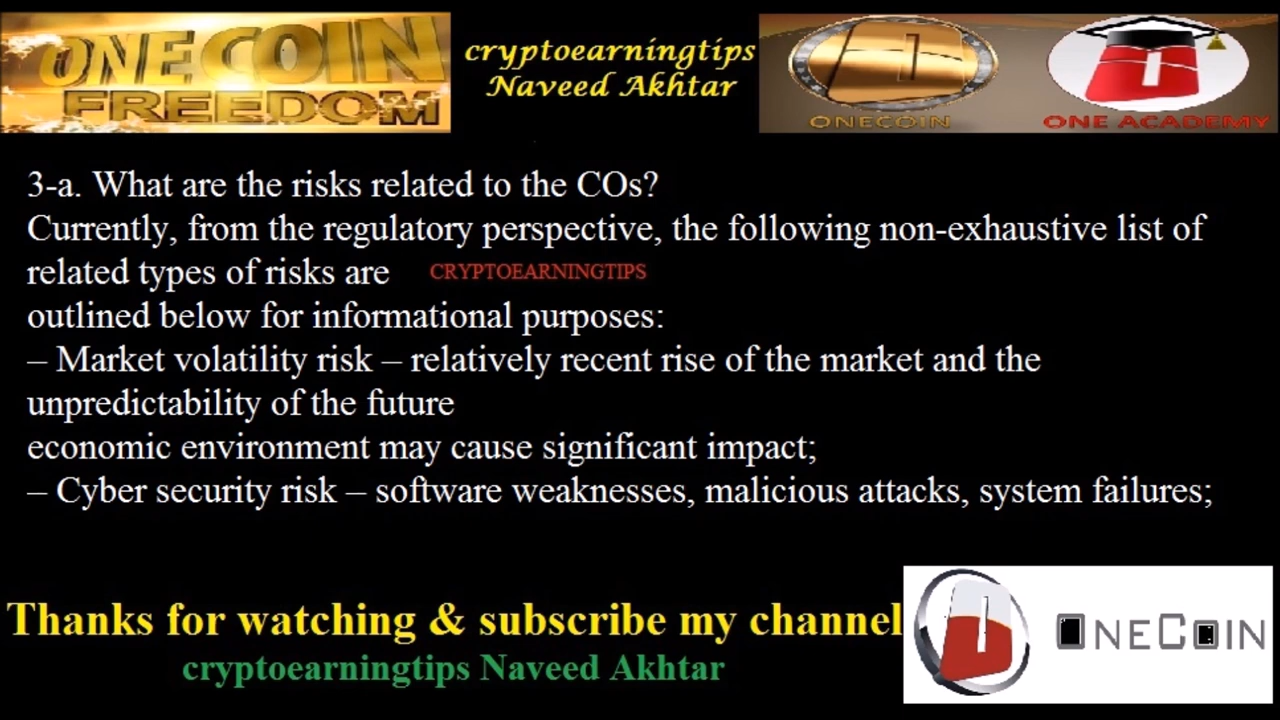 ONE COIN
FREEDOM
cryptoearningtips
Naveed Akhtar
ONECOIN
ONE ACADEMY
3-a. What are the risks related to the COs?
Currently, from the regulatory perspective, the following non-exhaustive list of
related types of risks are
CRYPTOEARNINGTIPS
outlined below for informational purposes:
– Market volatility risk – relatively recent rise of the market and the
unpredictability of the future
economic environment may cause significant impact;
– Cyber security risk – software weaknesses, malicious attacks, system failures;
Thanks for watching & subscribe my channel
cryptoearningtips Naveed Akhtar
ONECOIN